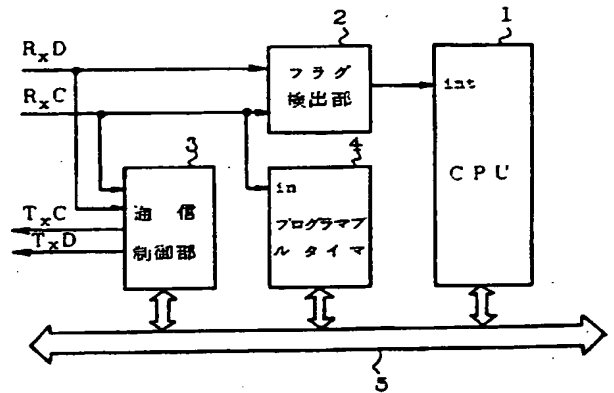 1
2
RxD
フラグ
検出部
int
RxC
CPU
3
4
in
通信
制御部
プログラマブ
ルタイマ
TxC
TxD
5